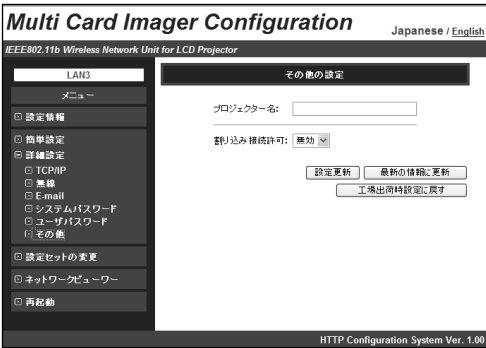 Multi Card Imager Configuration
Japanese / English
IEEE802.11b Wireless Network Unit for LCD Projector
LAN3
メニュー
設定情報
簡単設定
詳細設定
TCP/IP
無線
E-mail
システムパスワード
ユーザパスワード
その他
設定セットの変更
ネットワークビューワー
再起動
その他の設定
プロジェクター名:
割り込み接続許可: 無効
設定更新 最新の情報に更新
工場出荷時設定に戻す
HTTP Configuration System Ver. 1.00